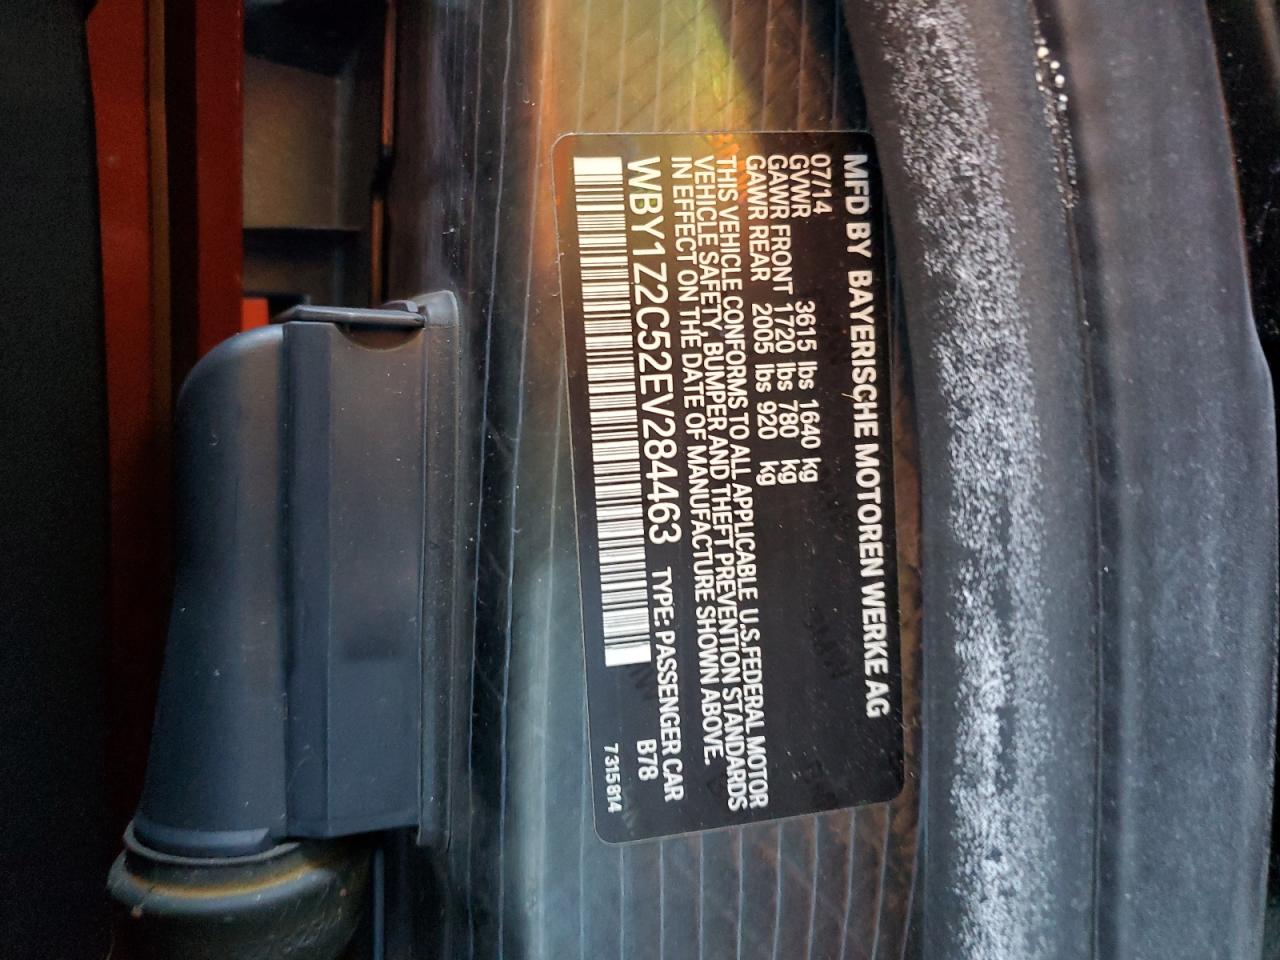 MFD BY BAYERISCHE MOTOREN WERKE AG
07/14
GVWR 3615 lbs 1640 kg
GAWR FRONT 1720 lbs 780 kg
GAWR REAR 2005 lbs 920 kg
THIS VEHICLE CONFORMS TO ALL APPLICABLE U.S.FEDERAL MOTOR
VEHICLE SAFETY, BUMPER AND THEFT PREVENTION STANDARDS
IN EFFECT ON THE DATE OF MANUFACTURE SHOWN ABOVE.
WBY1Z2C52EV284463 TYPE: PASSENGER CAR
B78
7315814